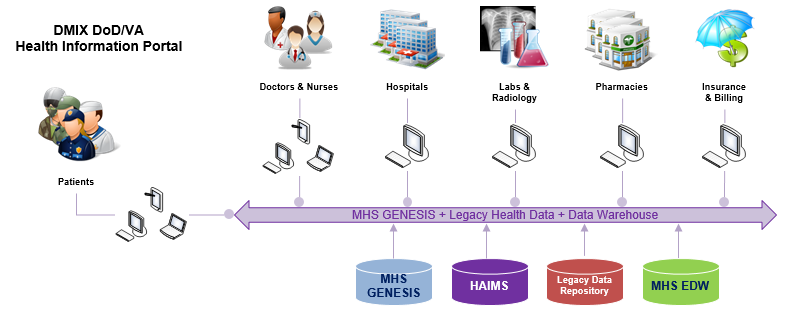 DMIX DoD/VA
Health Information Portal
Doctors & Nurses
Hospitals
Labs &
Radiology
Pharmacies
Insurance
& Billing
Patients
MHS GENESIS + Legacy Health Data + Data Warehouse
MHS
GENESIS
HAIMS
Legacy Data
Repository
MHS EDW